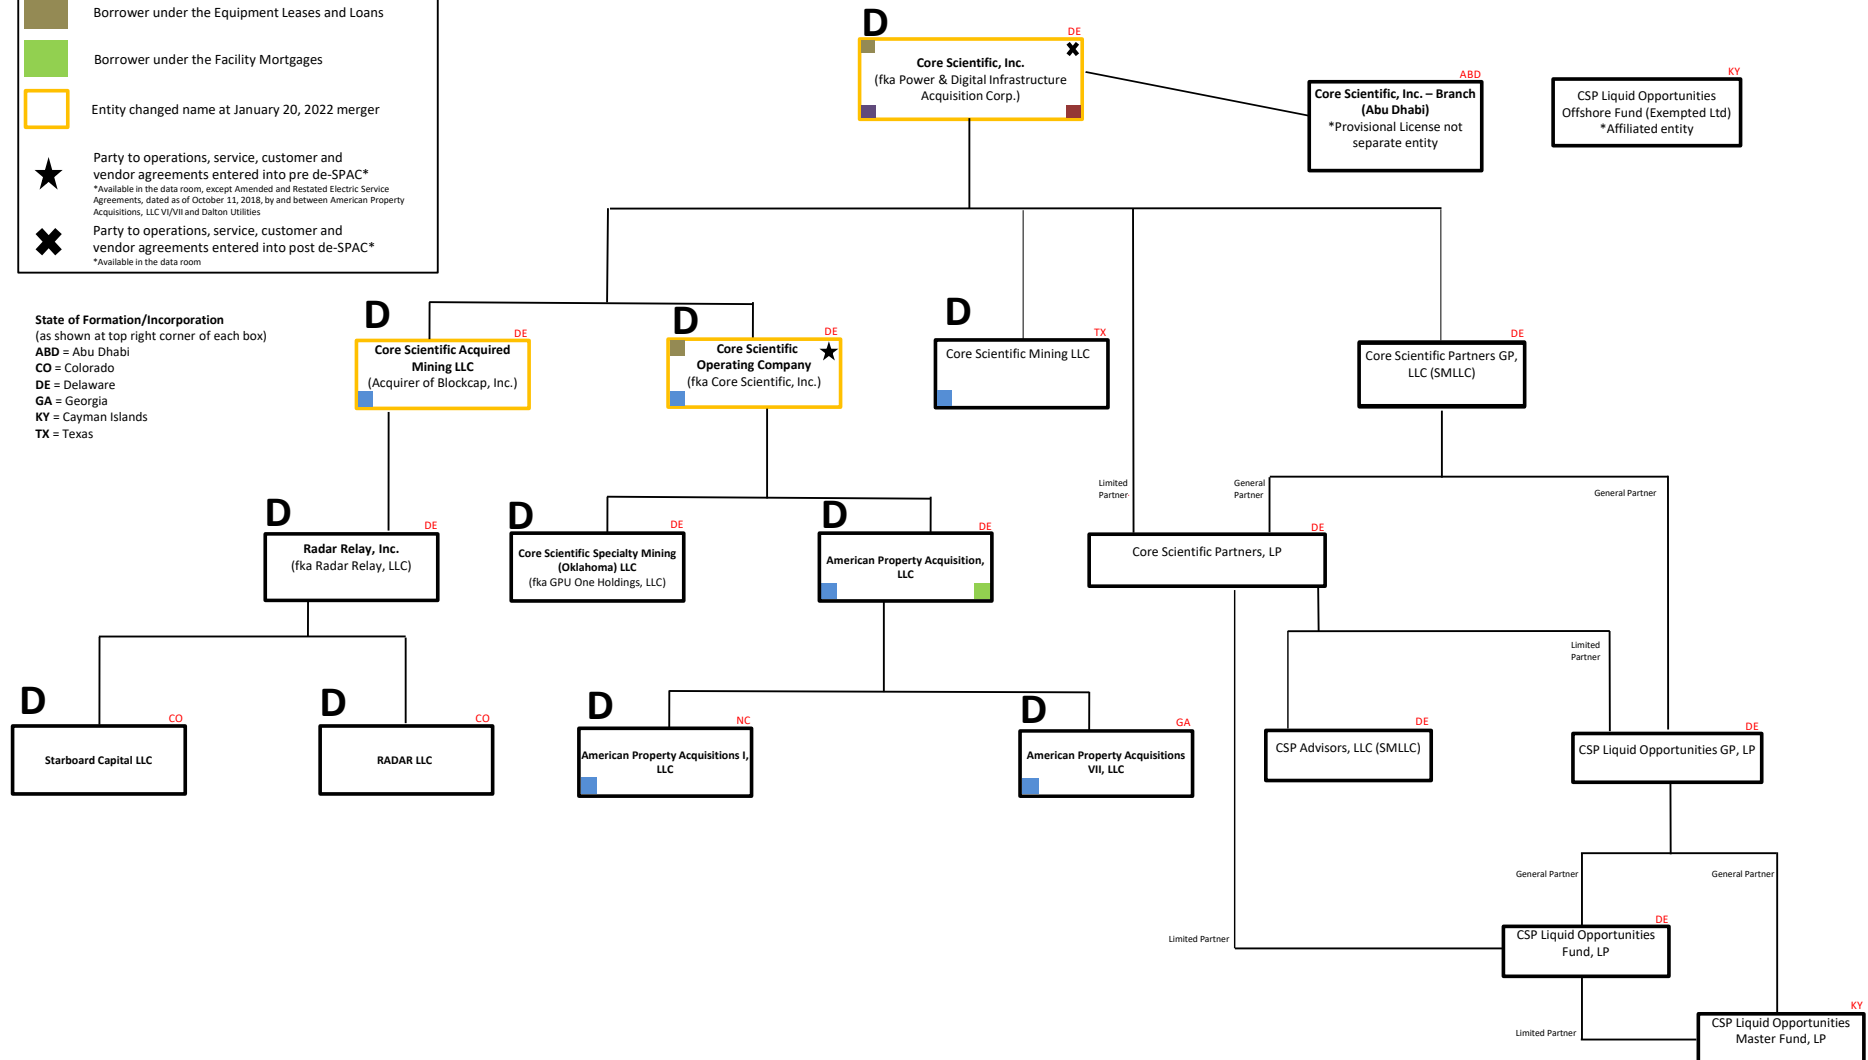 Borrower under the Equipment Leases and Loans
Borrower under the Facility Mortgages
Entity changed name at January 20, 2022 merger
Party to operations, service, customer and
vendor agreements entered into pre de-SPAC*
*Available in the data room, except Amended and Restated Electric Service
Agreements, dated as of October 11, 2018, by and between American Property
Acquisitions, LLC VI/VII and Dalton Utilities
Party to operations, service, customer and
vendor agreements entered into post de-SPAC*
*Available in the data room
State of Formation/Incorporation
(as shown at top right corner of each box)
ABD = Abu Dhabi
CO = Colorado
DE = Delaware
GA = Georgia
KY = Cayman Islands
TX = Texas
D
DE
Core Scientific, Inc.
(fka Power & Digital Infrastructure
Acquisition Corp.)
ABD
Core Scientific, Inc. – Branch
(Abu Dhabi)
*Provisional License not
separate entity
KY
CSP Liquid Opportunities
Offshore Fund (Exempted Ltd)
*Affiliated entity
D
DE
Core Scientific Acquired
Mining LLC
(Acquirer of Blockcap, Inc.)
D
DE
Core Scientific
Operating Company
(fka Core Scientific, Inc.)
D
TX
Core Scientific Mining LLC
DE
Core Scientific Partners GP,
LLC (SMLLC)
Limited
Partner
General
Partner
General Partner
D
DE
Radar Relay, Inc.
(fka Radar Relay, LLC)
D
DE
Core Scientific Specialty Mining
(Oklahoma) LLC
(fka GPU One Holdings, LLC)
D
DE
American Property Acquisition,
LLC
DE
Core Scientific Partners, LP
Limited
Partner
D
CO
Starboard Capital LLC
D
CO
RADAR LLC
D
NC
American Property Acquisitions I,
LLC
D
GA
American Property Acquisitions
VII, LLC
DE
CSP Advisors, LLC (SMLLC)
DE
CSP Liquid Opportunities GP, LP
General Partner
General Partner
Limited Partner
DE
CSP Liquid Opportunities
Fund, LP
Limited Partner
KY
CSP Liquid Opportunities
Master Fund, LP